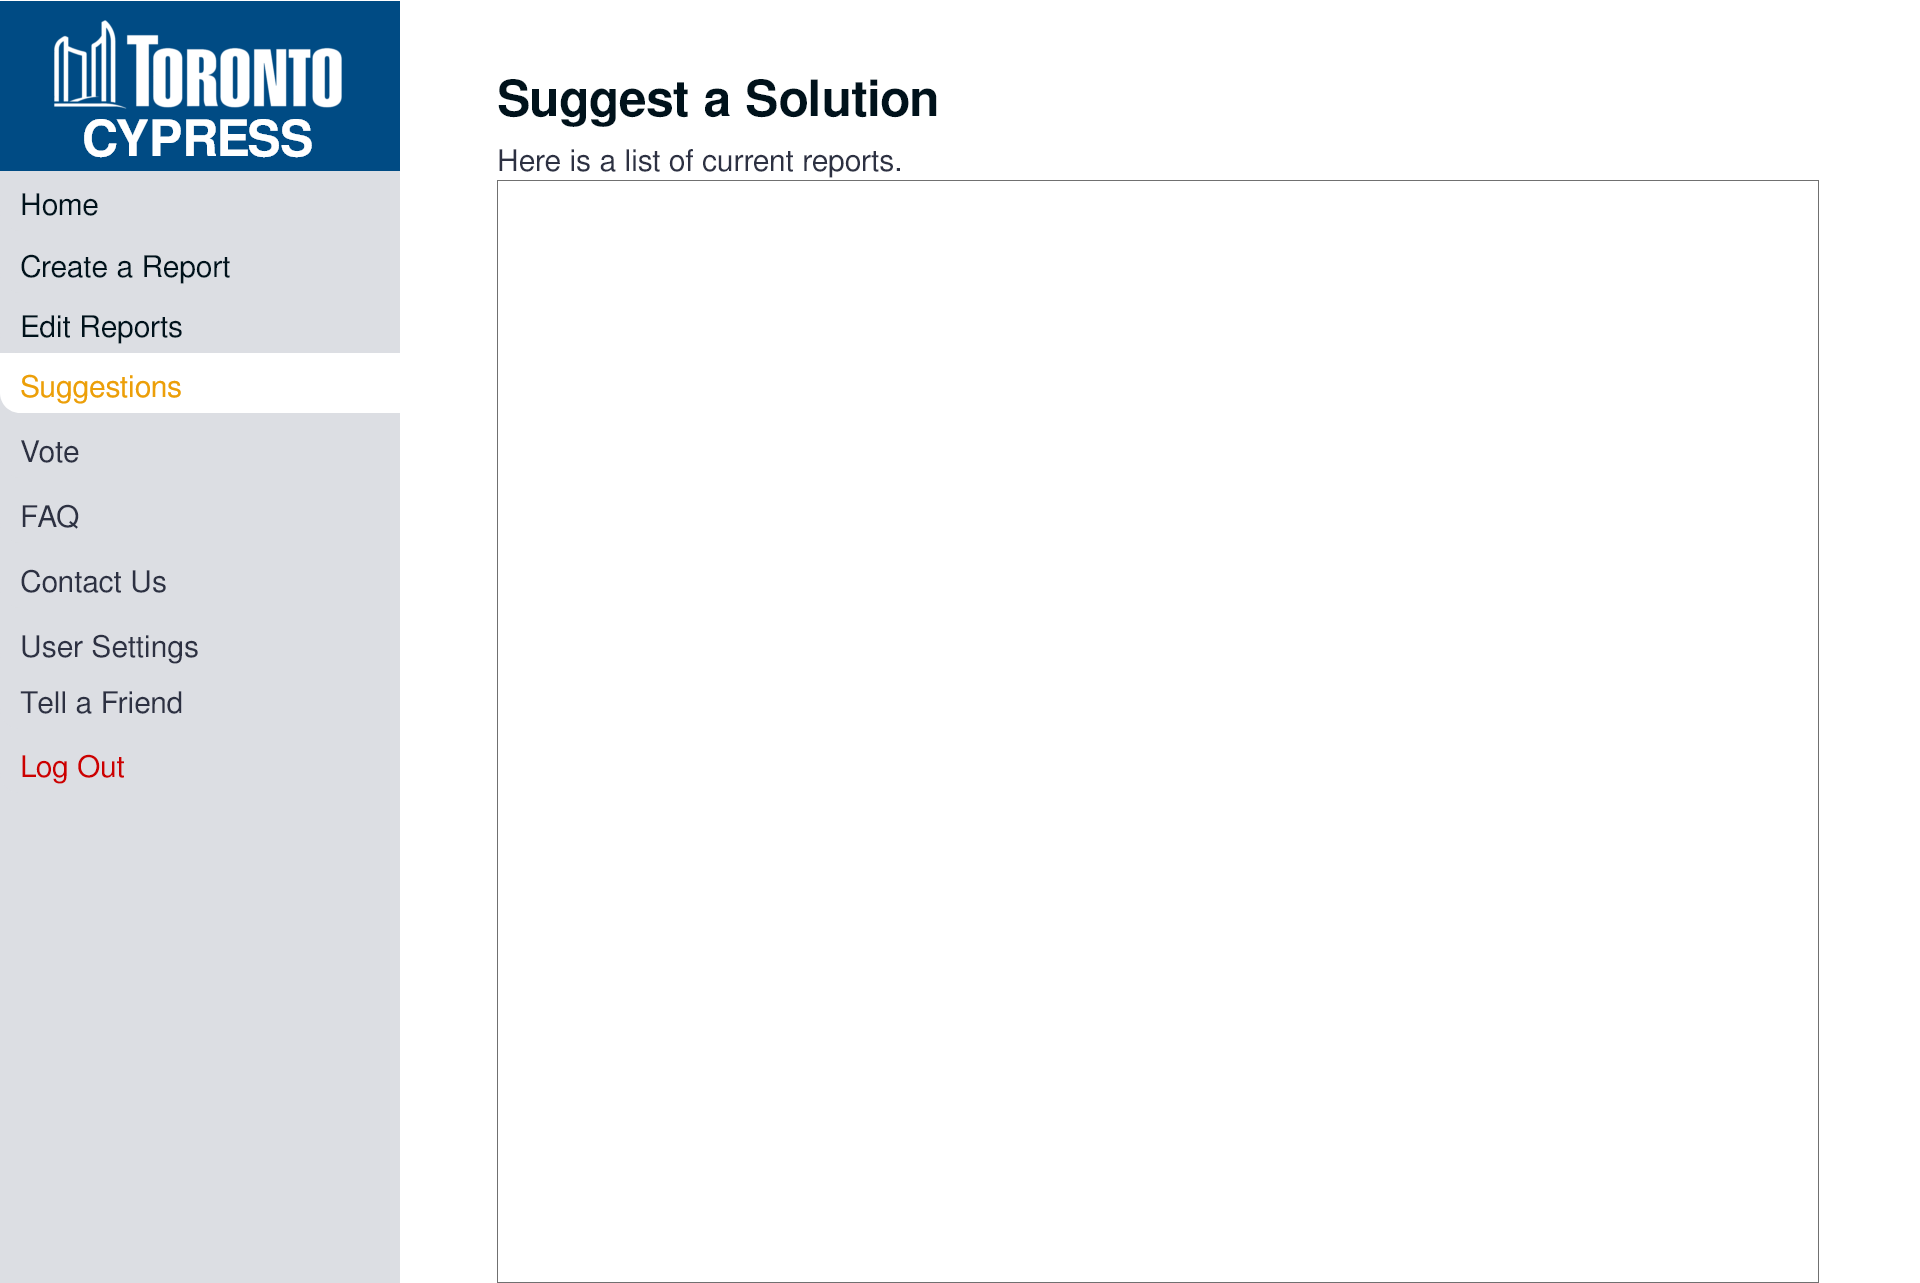 TORONTO
CYPRESS
Home
Create a Report
Edit Reports
Suggestions
Vote
FAQ
Contact Us
User Settings
Tell a Friend
Log Out
Suggest a Solution
Here is a list of current reports.